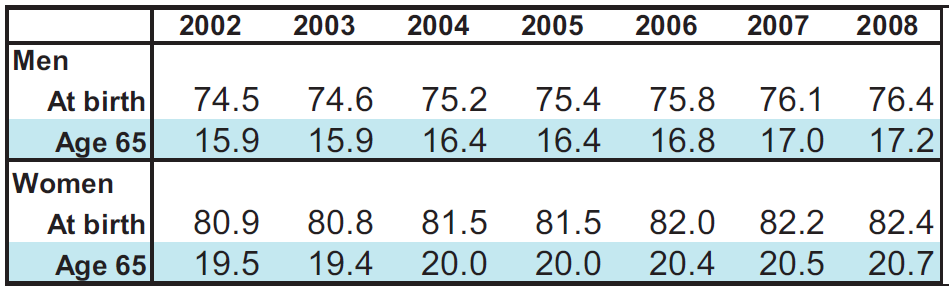 2002 2003 2004 2005 2006 2007 2008
Men
At birth 74.5 74.6 75.2 75.4 75.8 76.1 76.4
Age 65 15.9 15.9 16.4 16.4 16.8 17.0 17.2
Women
At birth 80.9 80.8 81.5 81.5 82.0 82.2 82.4
Age 65 19.5 19.4 20.0 20.0 20.4 20.5 20.7